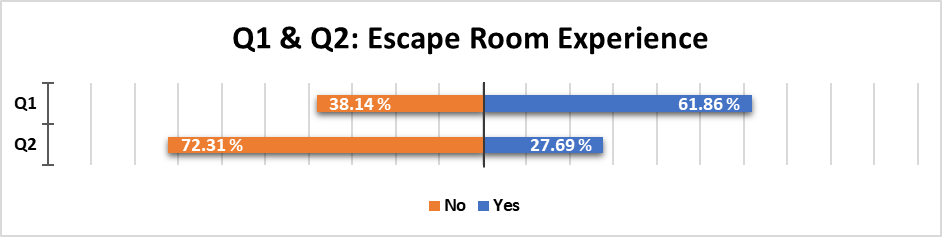 Q1 & Q2: Escape Room Experience
Q1 38.14 % 61.86 %
Q2 72.31 % 27.69 %
No Yes